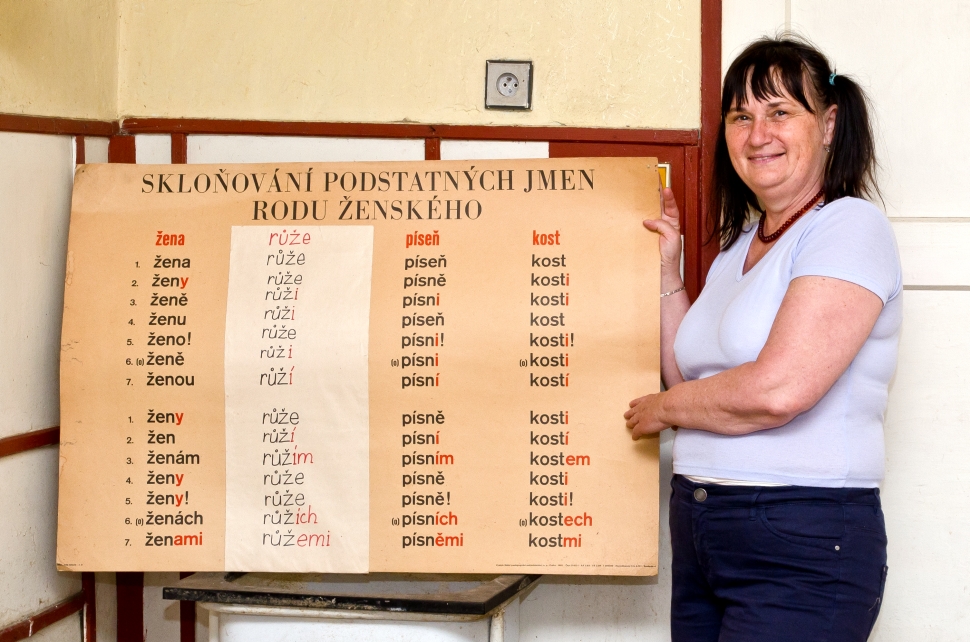 SKLOŇOVÁNÍ PODSTATNÝCH JMEN
RODU ŽENSKÉHO
žena růže píseň kost
1. žena růže píseň kost
2. ženy růže písně kosti
3. ženě růži písni kosti
4. ženu růži píseň kost
5. ženo! růže písni! kosti!
6. (o) ženě růži (o) písni (o) kosti
7. ženou růží písní kostí
1. ženy růže písně kosti
2. žen růží písní kostí
3. ženám růžím písním kostem
4. ženy růže písně kosti
5. ženy! růže písně! kosti!
6. (o) ženách růžích (o) písních (o) kostech
7. ženami růžemi písněmi kostmi